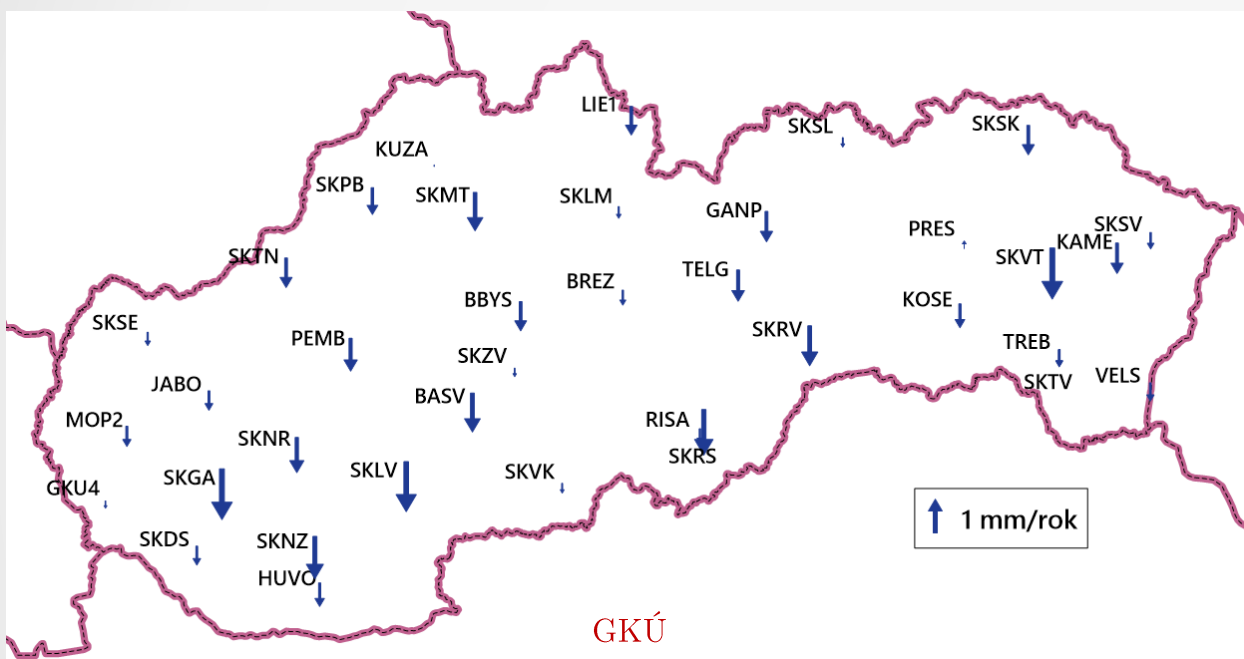 LIE1
SKSL
SKSK
KUZA
SKPB
SKMT
SKLM
GANP
PRES
SKSV
KAME
SKVT
SKTN
TELG
BREZ
BBYS
KOSE
SKSE
PEMB
SKZV
SKRV
TREB
SKTV
VELS
JABO
BASV
MOP2
SKNR
RISA
SKRS
SKGA
SKLV
SKVK
GKU4
SKDS
SKNZ
HUVO
1 mm/rok
GKÚ